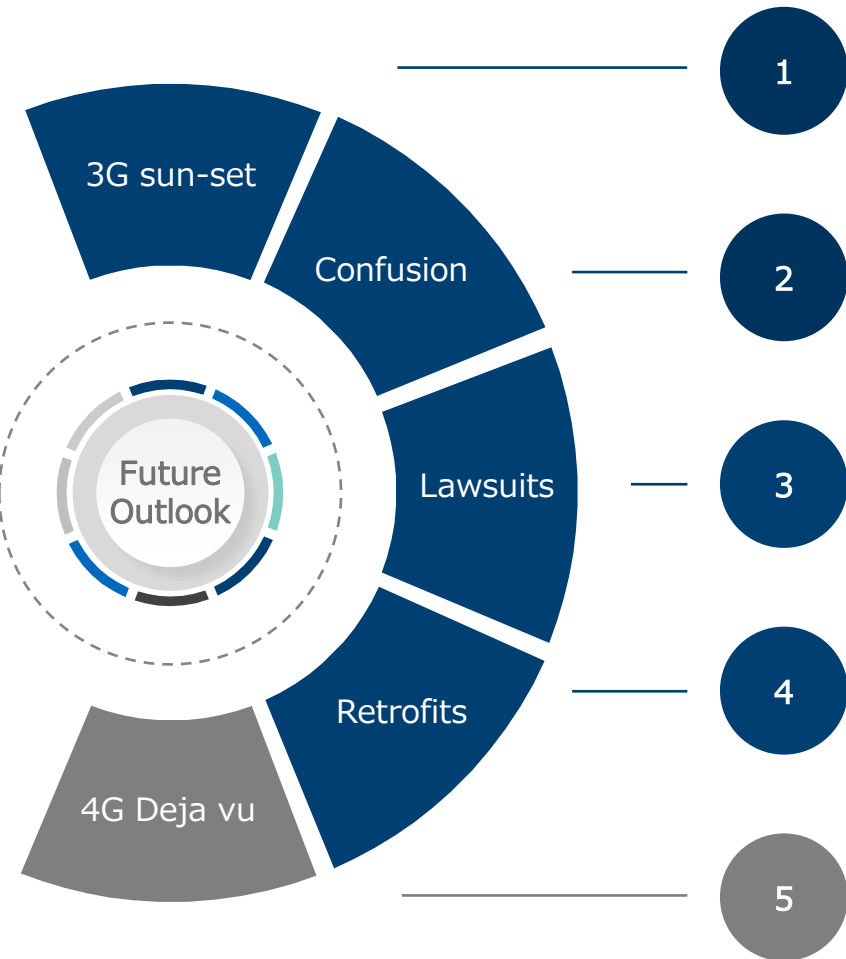 1
3G sun-set
Confusion
2
Future
Outlook
Lawsuits
3
Retrofits
4
4G Deja vu
5